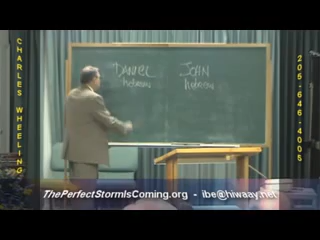 CHARLES WHEELING
DANIEL
hebrew
JOHN
hebrew
205-646-4005
ThePerfectStormIsComing.org - ibe@hiwaay.net